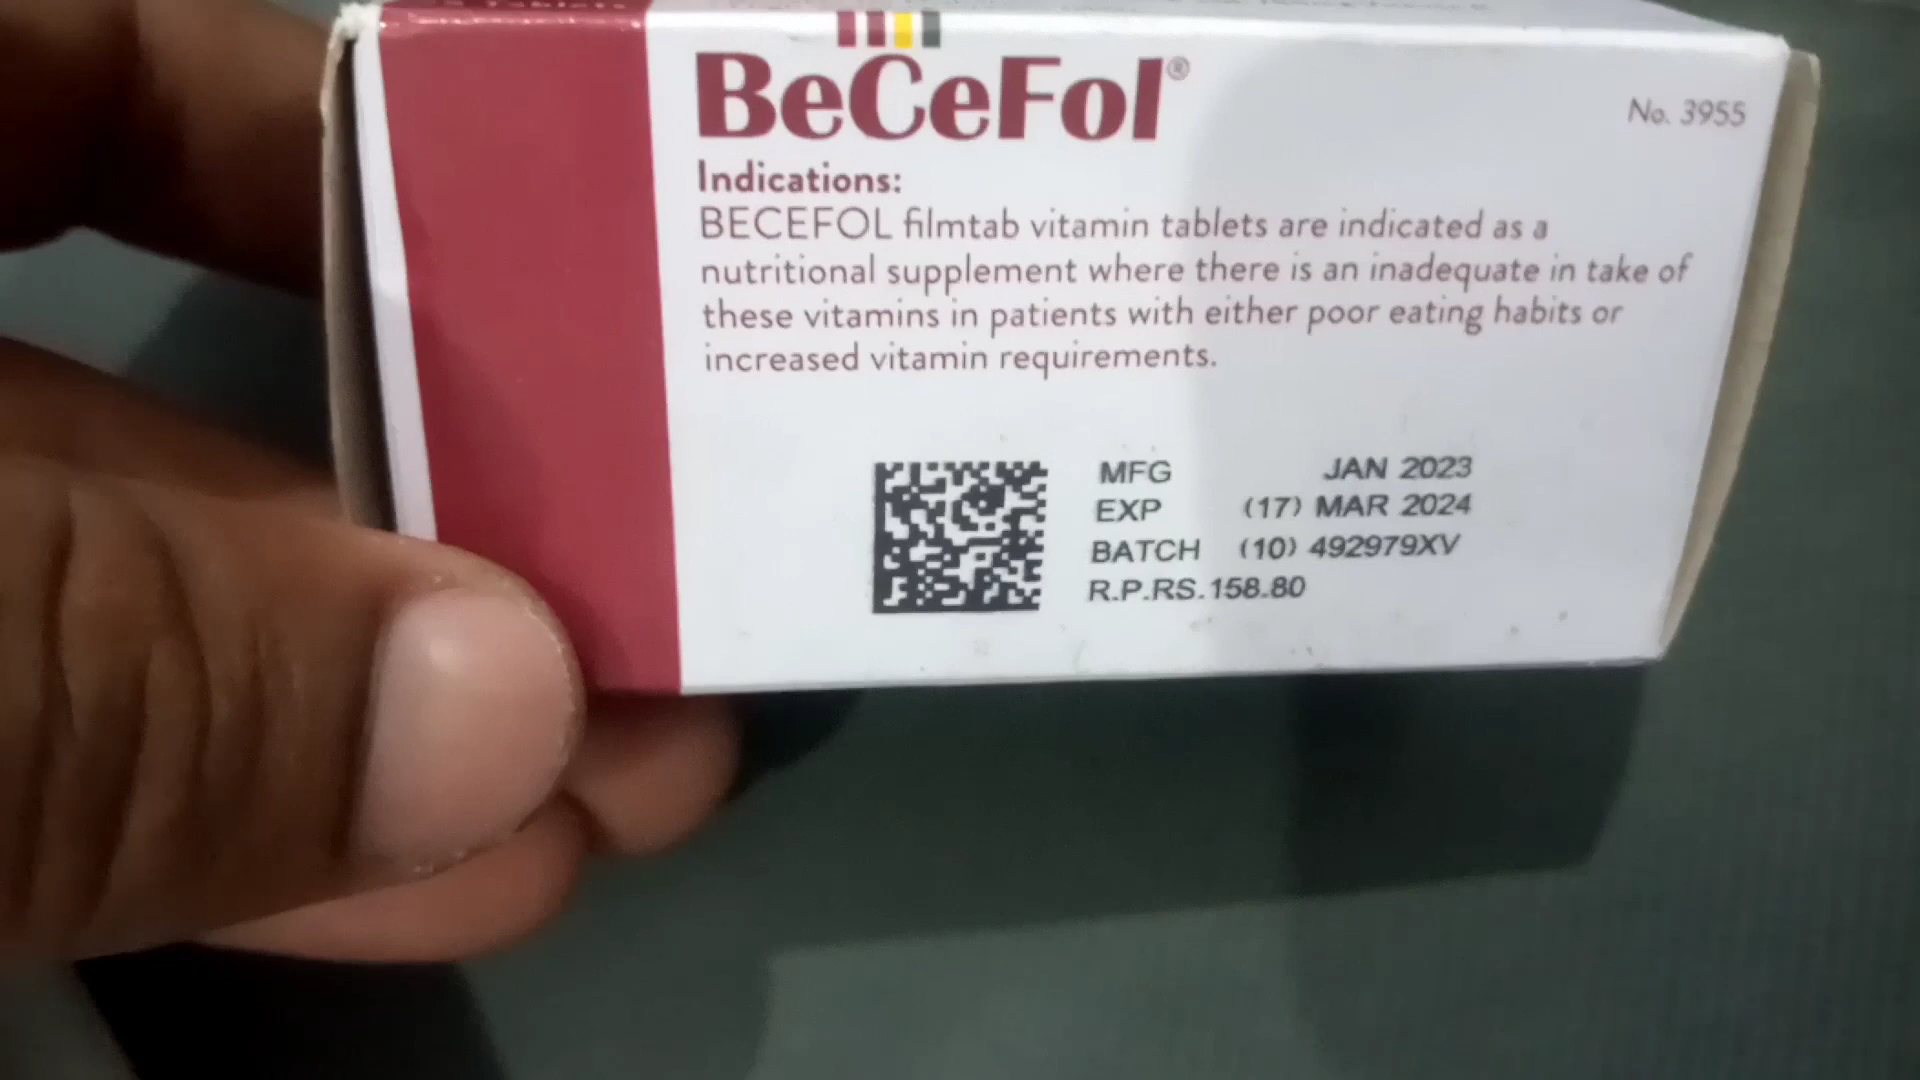 BeCeFol®
No. 3955
Indications:
BECEFOL filmtab vitamin tablets are indicated as a
nutritional supplement where there is an inadequate in take of
these vitamins in patients with either poor eating habits or
increased vitamin requirements.
MFG JAN 2023
EXP (17) MAR 2024
BATCH (10) 492979XV
R.P.RS.158.80